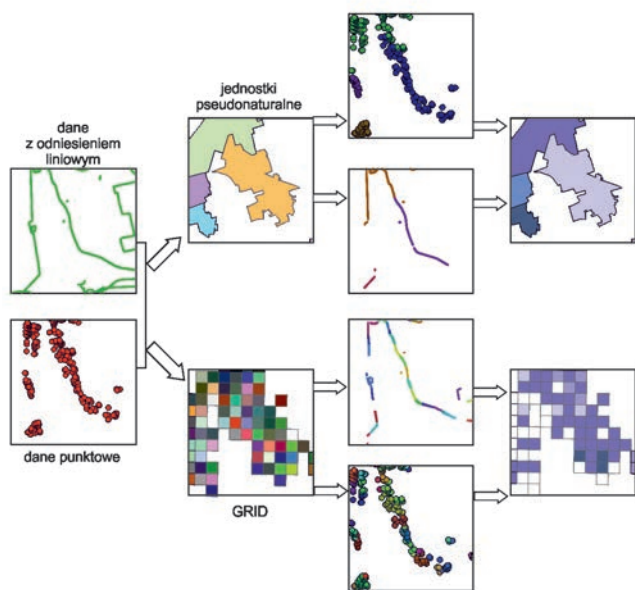 dane
z odniesieniem
liniowym
jednostki
pseudonaturalne
dane punktowe
GRID